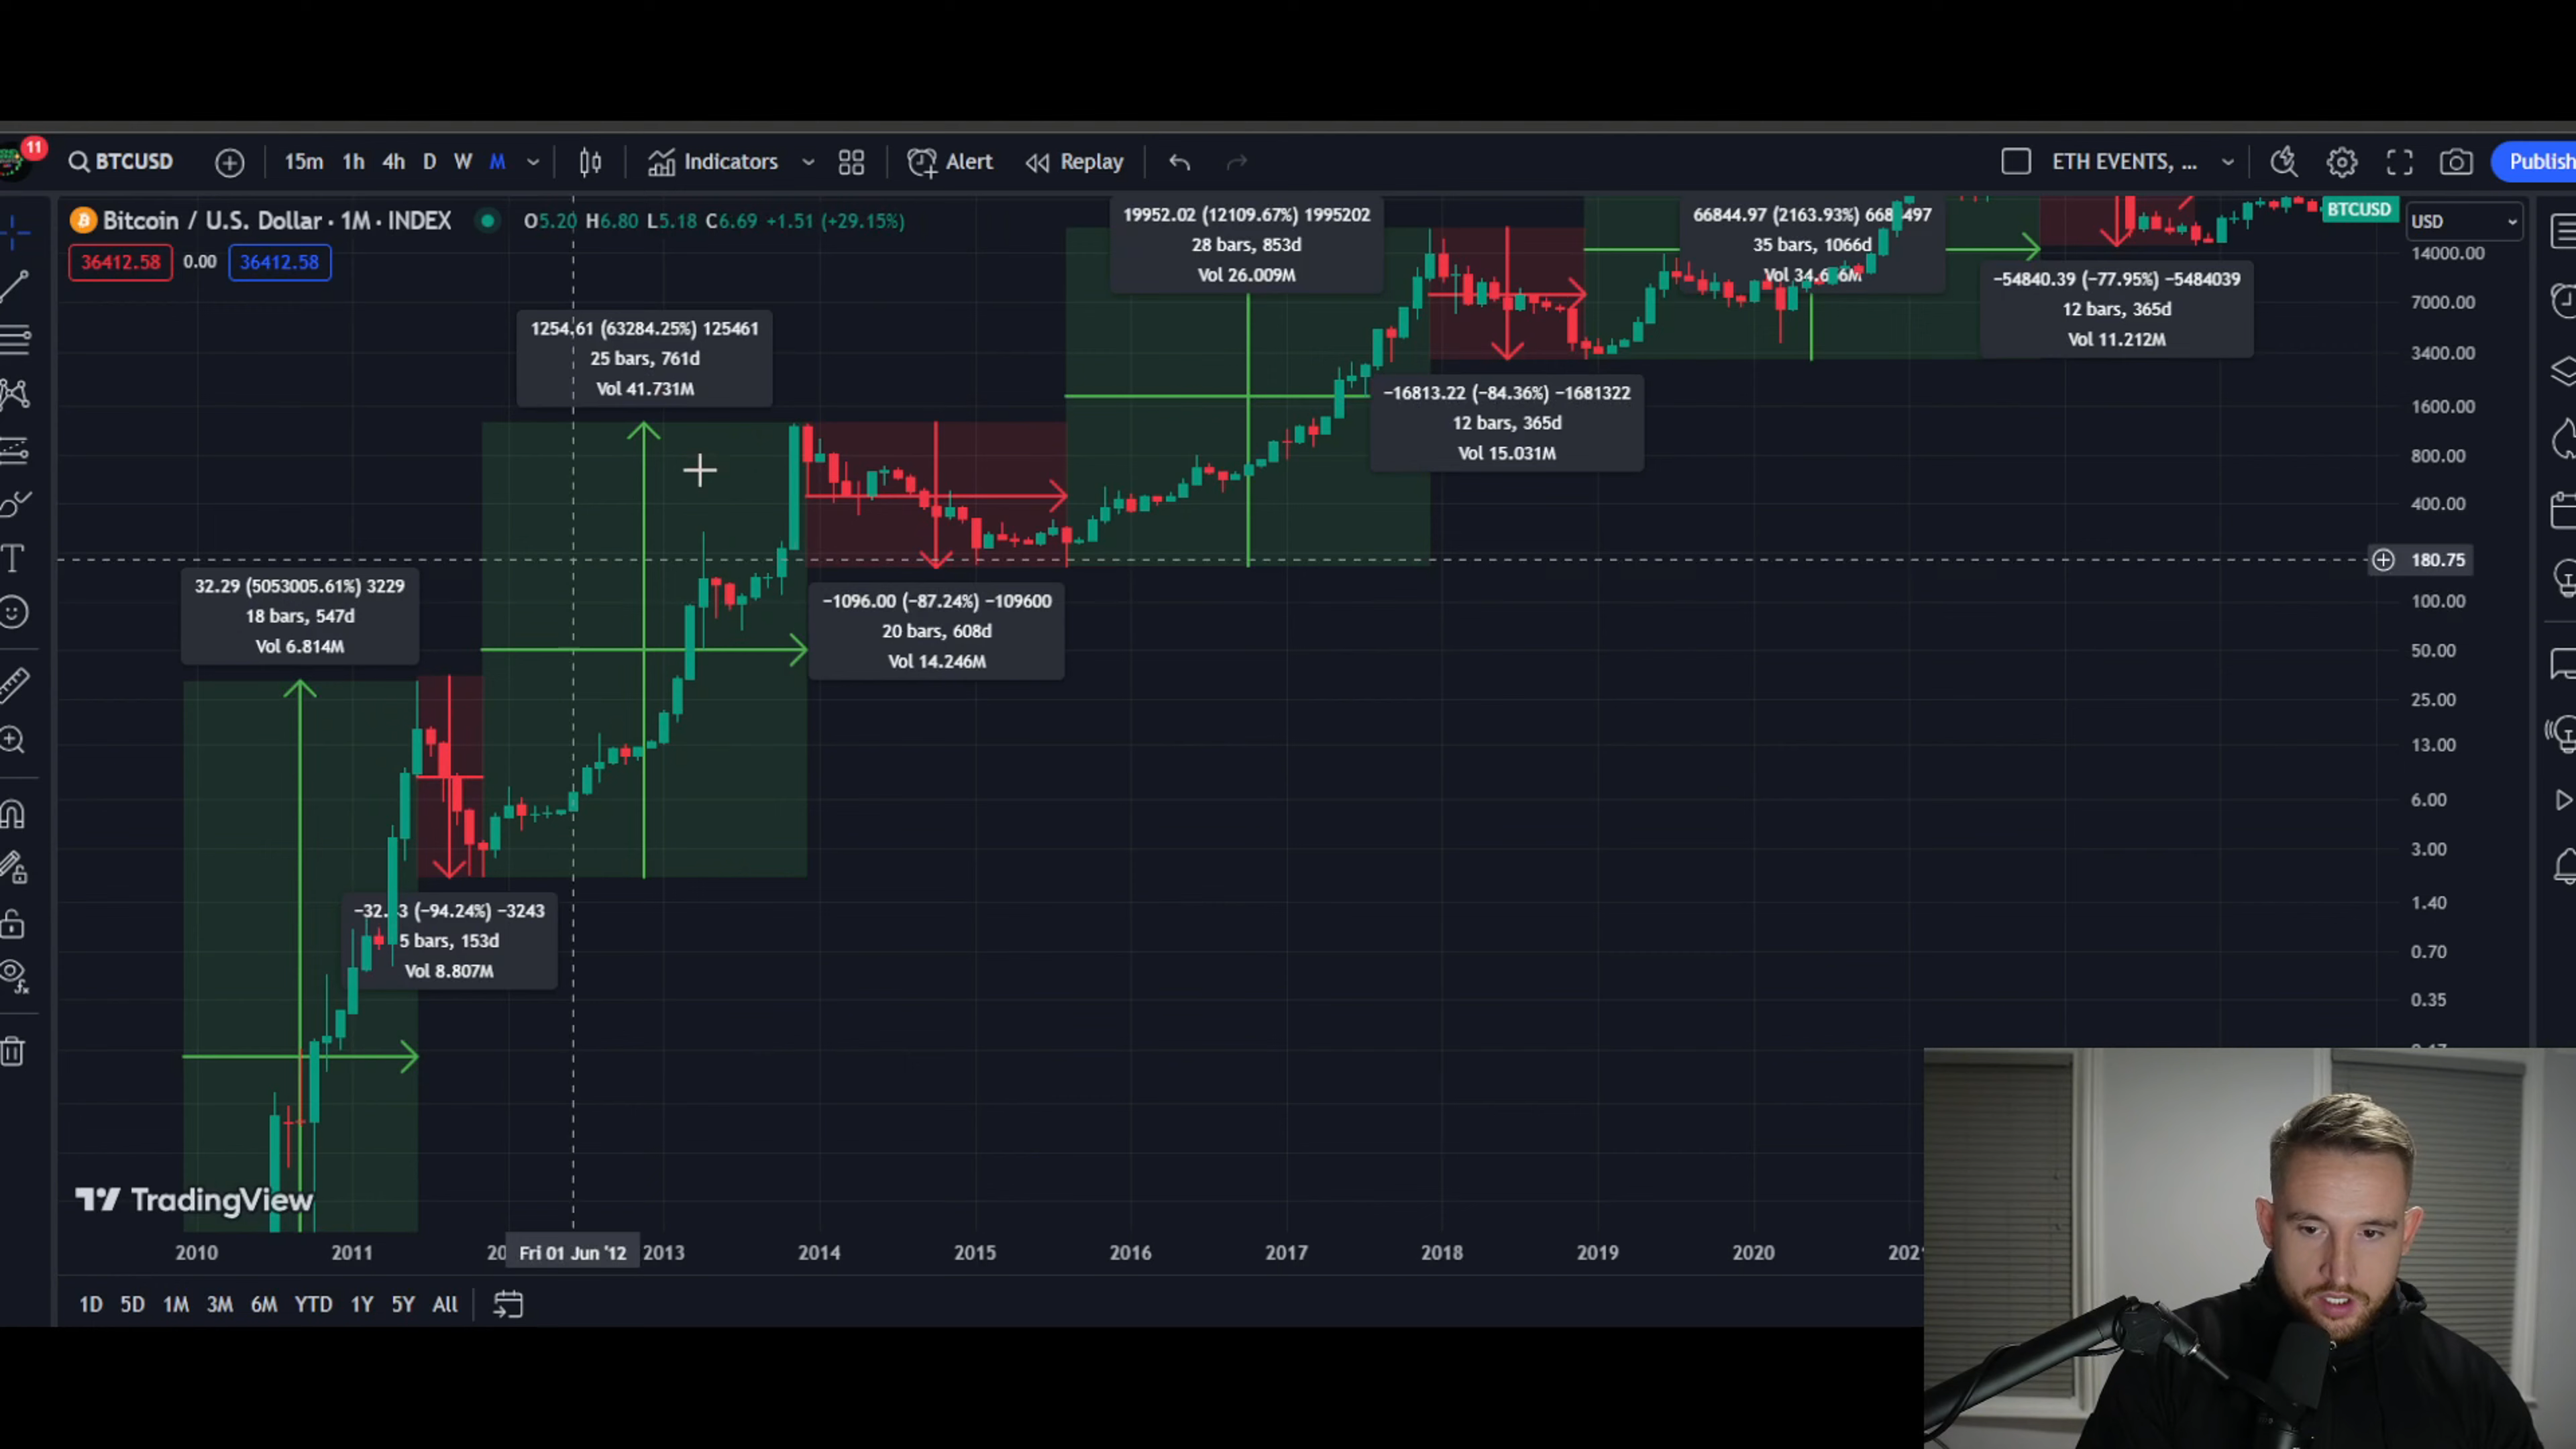 11
BTCUSD
15m 1h 4h D W M
Indicators
Alert
Replay
ETH EVENTS, ...
Publish
Bitcoin / U.S. Dollar · 1M · INDEX
O5.20 H6.80 L5.18 C6.69 +1.51 (+29.15%)
36412.58 0.00 36412.58
BTCUSD
USD
19952.02 (12109.67%) 1995202
28 bars, 853d
Vol 26.009M
35 bars, 1066d
−54840.39 (−77.95%) −5484039
12 bars, 365d
Vol 11.212M
1254.61 (63284.25%) 125461
25 bars, 761d
Vol 41.731M
−16813.22 (−84.36%) −1681322
12 bars, 365d
Vol 15.031M
32.29 (5053005.61%) 3229
18 bars, 547d
Vol 6.814M
−1096.00 (−87.24%) −109600
20 bars, 608d
Vol 14.246M
(−94.24%) −3243
5 bars, 153d
Vol 8.807M
14000.00
7000.00
3400.00
1600.00
800.00
400.00
180.75
100.00
50.00
25.00
13.00
6.00
3.00
1.40
0.70
0.35
TradingView
2010 2011 Fri 01 Jun '12 2013 2014 2015 2016 2017 2018 2019 2020
1D 5D 1M 3M 6M YTD 1Y 5Y All